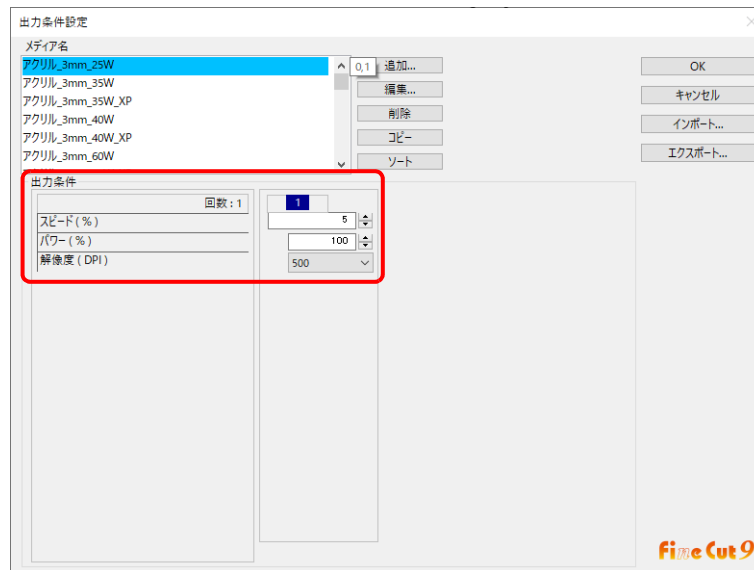 出力条件設定
メディア名
アクリル_3mm_25W
アクリル_3mm_35W
アクリル_3mm_35W_XP
アクリル_3mm_40W
アクリル_3mm_40W_XP
アクリル_3mm_60W
0,1
追加...
編集...
削除
コピー
ソート
OK
キャンセル
インポート...
エクスポート...
出力条件
回数:1
1
スピード(%)
5
パワー(%)
100
解像度(DPI)
500
FineCut9